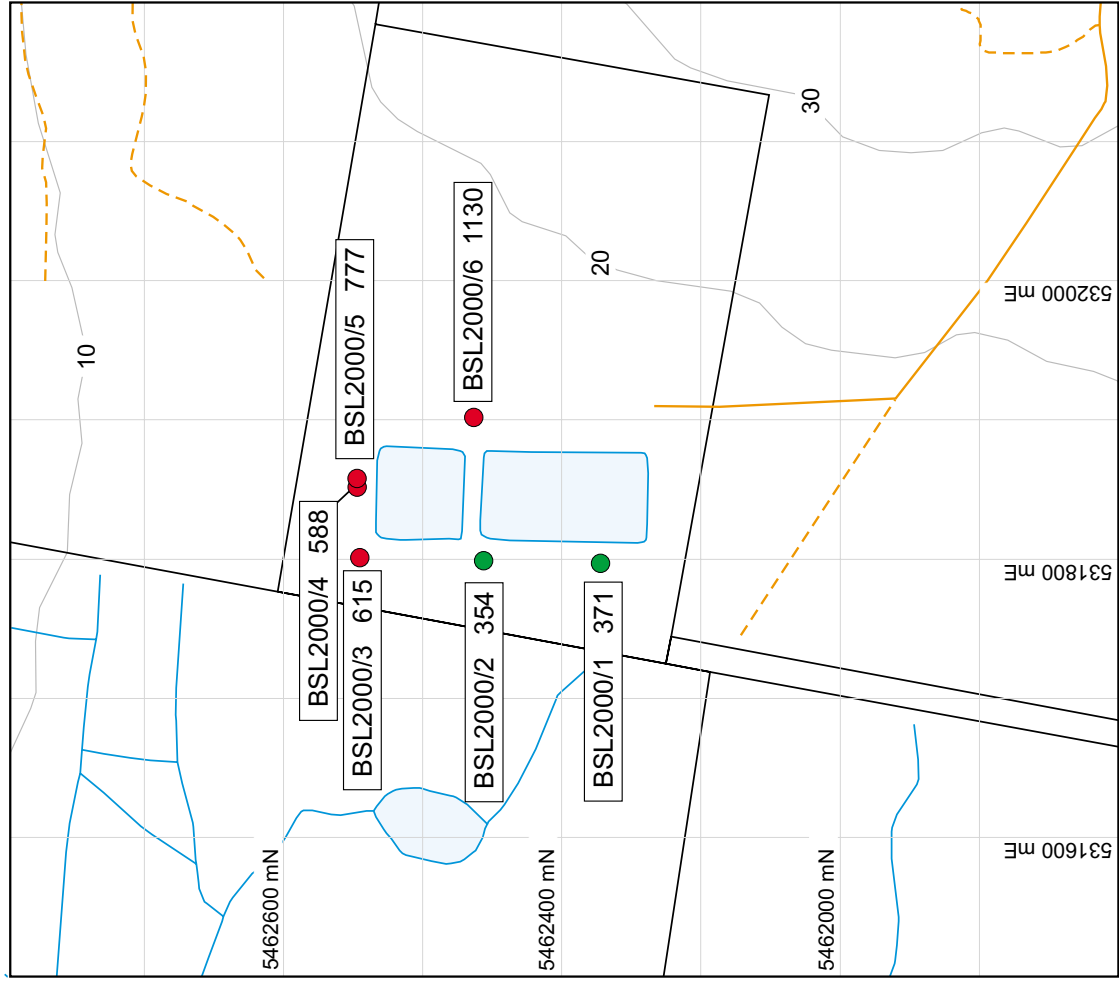 10
30
20
BSL2000/5 777
BSL2000/6 1130
BSL2000/4 588
BSL2000/3 615
BSL2000/2 354
BSL2000/1 371
532000 mE
531800 mE
531600 mE
5462600 mN
5462400 mN
5462000 mN